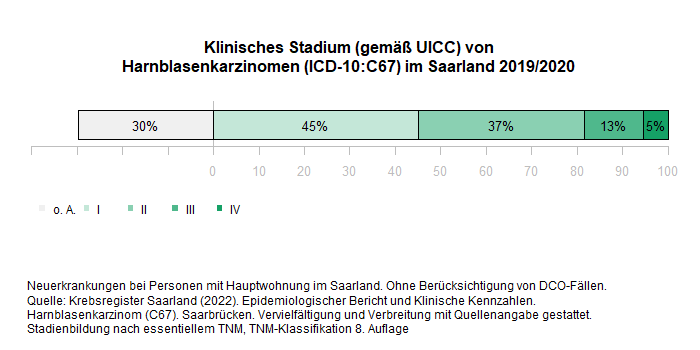 Klinisches Stadium (gemäß UICC) von
Harnblasenkarzinomen (ICD-10:C67) im Saarland 2019/2020
30% 45% 37% 13% 5%
0 10 20 30 40 50 60 70 80 90 100
o. A. I II III IV
Neuerkrankungen bei Personen mit Hauptwohnung im Saarland. Ohne Berücksichtigung von DCO-Fällen.
Quelle: Krebsregister Saarland (2022). Epidemiologischer Bericht und Klinische Kennzahlen.
Harnblasenkarzinom (C67). Saarbrücken. Vervielfältigung und Verbreitung mit Quellenangabe gestattet.
Stadienbildung nach essentiellem TNM, TNM-Klassifikation 8. Auflage